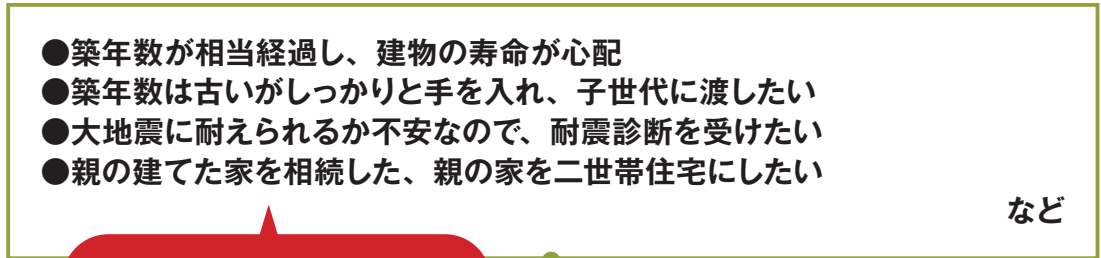 ●築年数が相当経過し、建物の寿命が心配
●築年数は古いがしっかりと手を入れ、子世代に渡したい
●大地震に耐えられるか不安なので、耐震診断を受けたい
●親の建てた家を相続した、親の家を二世帯住宅にしたい
など